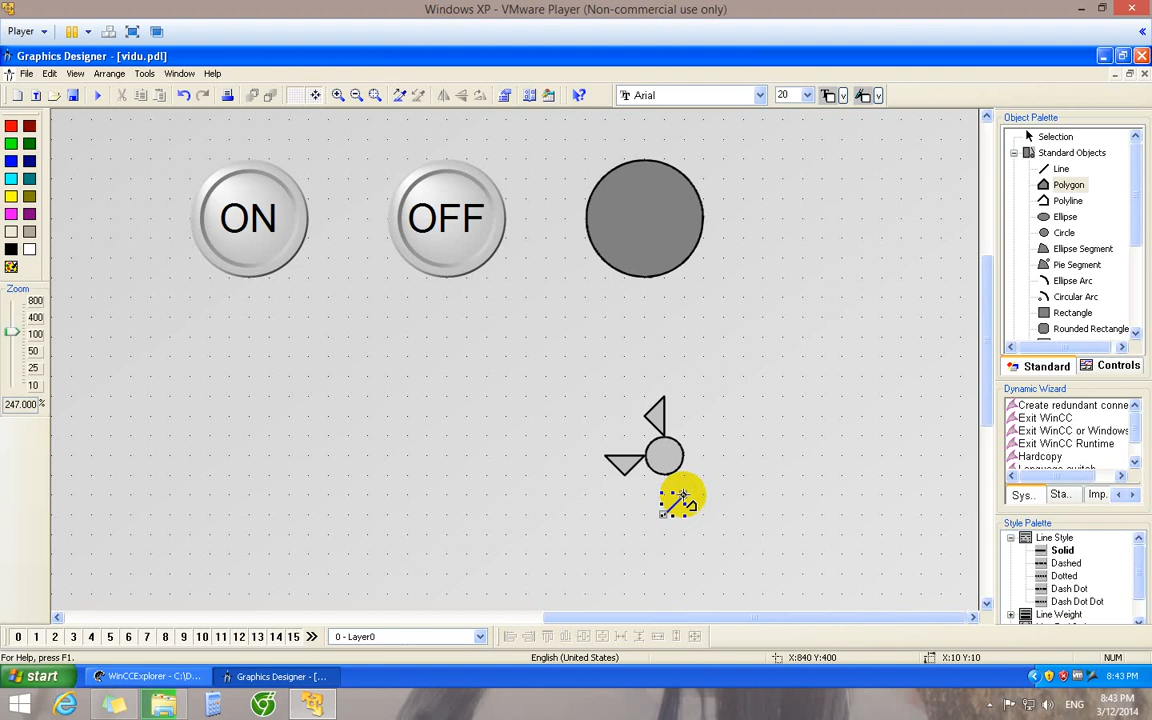 Windows XP - VMware Player (Non-commercial use only)
Player
Graphics Designer - [vidu.pdl]
File Edit View Arrange Tools Window Help
Arial
20
Object Palette
Selection
Standard Objects
Line
Polygon
Polyline
Ellipse
Circle
Ellipse Segment
Pie Segment
Ellipse Arc
Circular Arc
Rectangle
Rounded Rectangle
Standard Controls
Zoom
800
400
100
50
25
10
247.000 %
ON
OFF
Dynamic Wizard
Create redundant conne
Exit WinCC
Exit WinCC or Windows
Exit WinCC Runtime
Hardcopy
Sys.. Sta.. Imp.
Style Palette
Line Style
Solid
Dashed
Dotted
Dash Dot
Dash Dot Dot
Line Weight
0 1 2 3 4 5 6 7 8 9 10 11 12 13 14 15
0 - Layer0
For Help, press F1.
English (United States)
X:840 Y:400
X:10 Y:10
NUM
start
WinCCExplorer - C:\D...
Graphics Designer - [...
8:43 PM
ENG
8:43 PM
3/12/2014